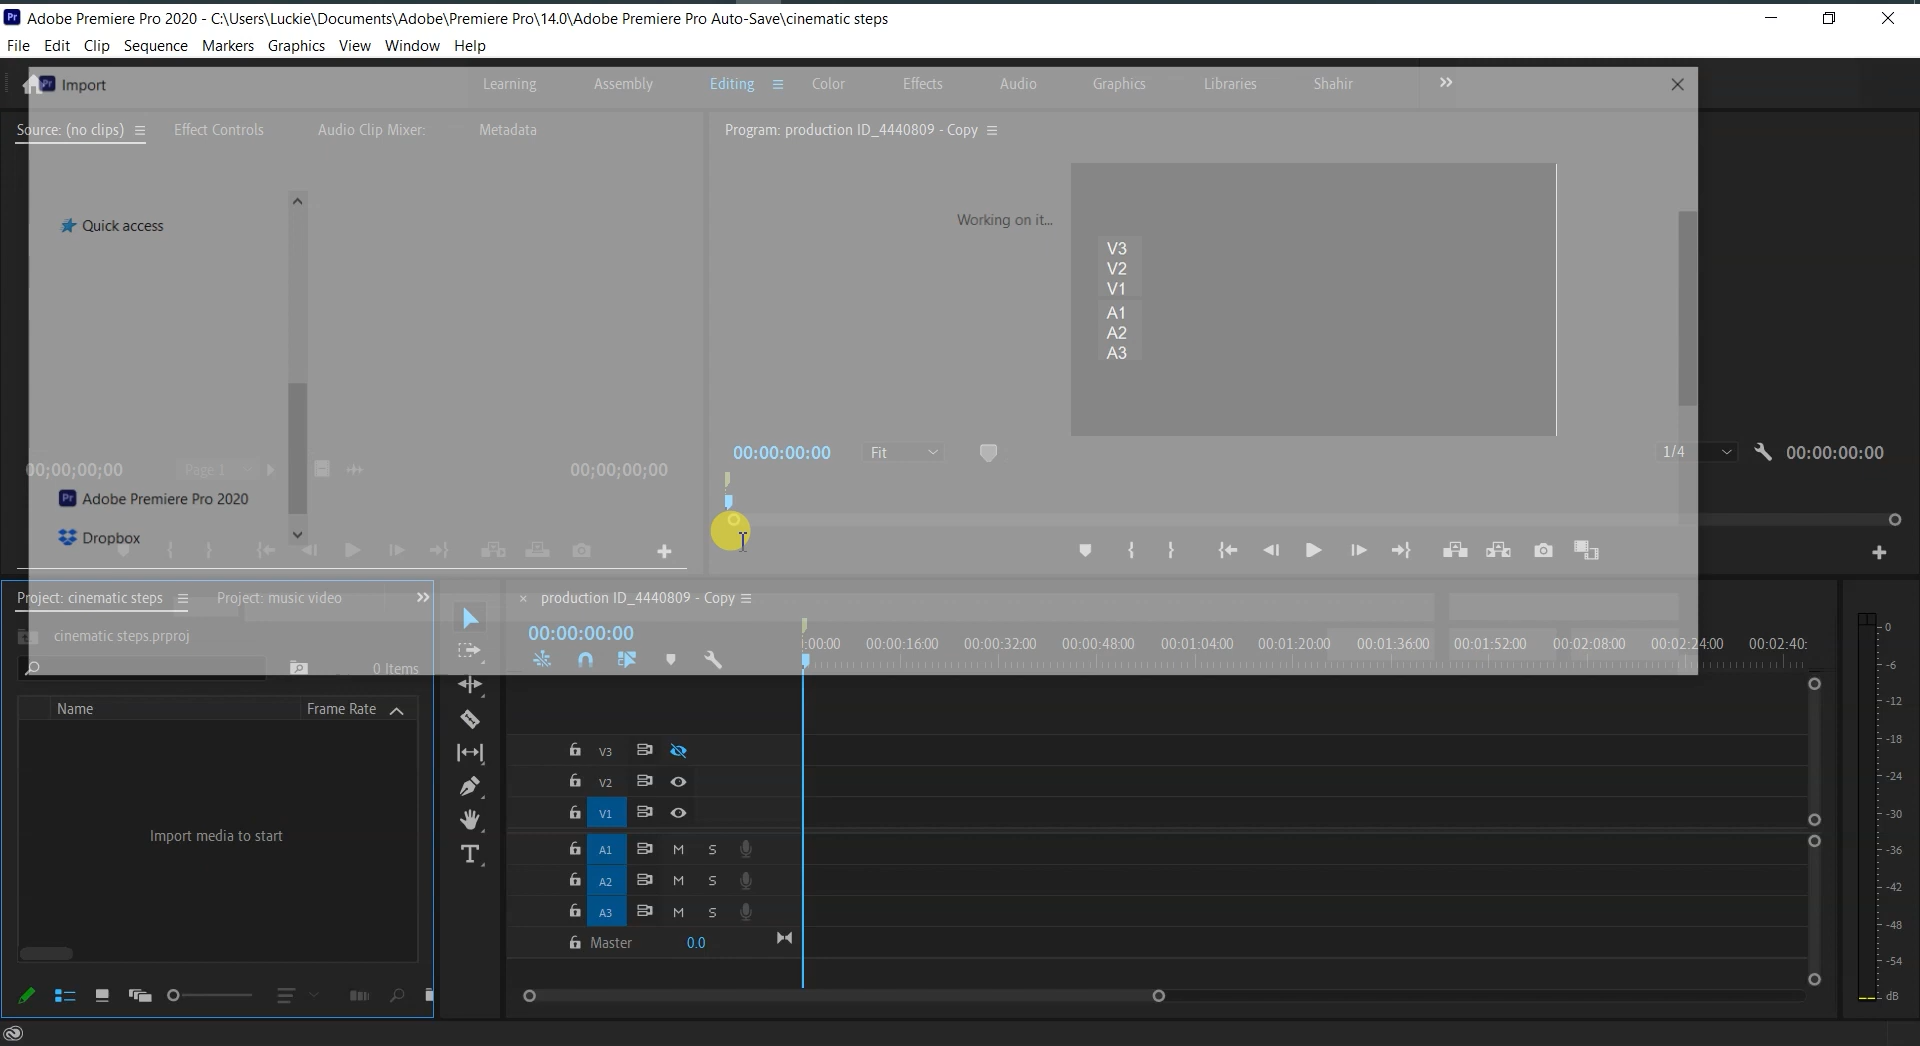 Adobe Premiere Pro 2020 - C:\Users\Luckie\Documents\Adobe\Premiere Pro\14.0\Adobe Premiere Pro Auto-Save\cinematic steps
File Edit Clip Sequence Markers Graphics View Window Help
Pr Import Learning Assembly Editing Color Effects Audio Graphics Libraries Shahir
Source: (no clips) Effect Controls Audio Clip Mixer: Metadata Program: production ID_4440809 - Copy
Quick access
Working on it...
V3
V2
V1
A1
A2
A3
00:00:00:00 Fit 1/4 00:00:00:00
00;00;00;00 Page 1 00;00;00;00
Pr Adobe Premiere Pro 2020
Dropbox
Project: cinematic steps Project: music video × production ID_4440809 - Copy
cinematic steps.prproj
00:00:00:00
:00:00 00:00:16:00 00:00:32:00 00:00:48:00 00:01:04:00 00:01:20:00 00:01:36:00 00:01:52:00 00:02:08:00 00:02:24:00 00:02:40:
0 Items
Name Frame Rate
V3
V2
V1
Import media to start
A1 M S
A2 M S
A3 M S
Master 0.0
T
0
-6
-12
-18
-24
-30
-36
-42
-48
-54
dB